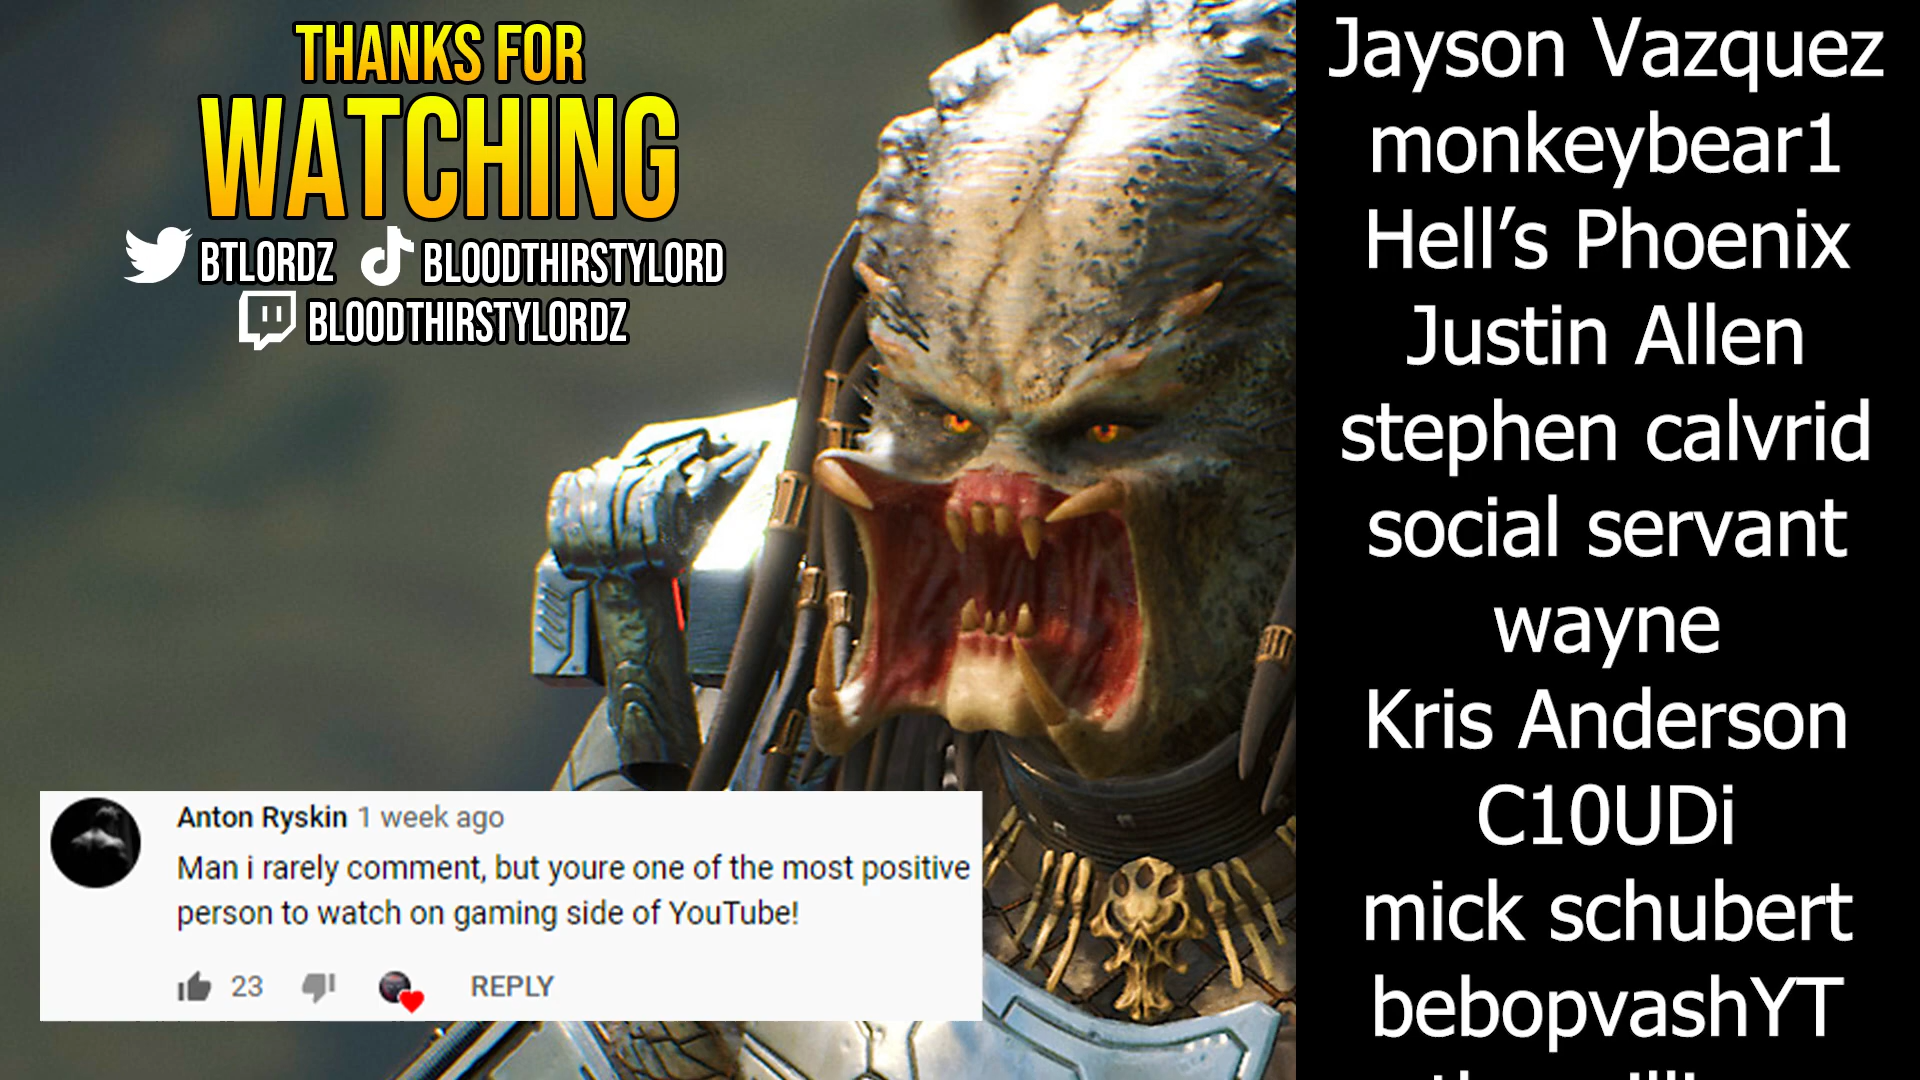 THANKS FOR
WATCHING
BTLORDZ BLOODTHIRSTYLORD
BLOODTHIRSTYLORDZ
Anton Ryskin 1 week ago
Man i rarely comment, but youre one of the most positive
person to watch on gaming side of YouTube!
23 REPLY
Jayson Vazquez
monkeybear1
Hell’s Phoenix
Justin Allen
stephen calvrid
social servant
wayne
Kris Anderson
C10UDi
mick schubert
bebopvashYT